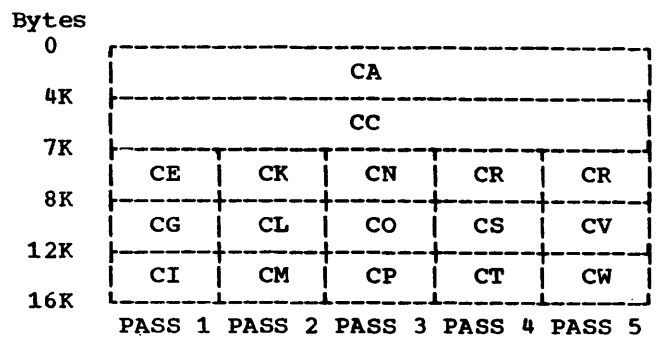 Bytes
0
CA
4K
CC
7K
CE CK CN CR CR
8K
CG CL CO CS CV
12K
CI CM CP CT CW
16K
PASS 1 PASS 2 PASS 3 PASS 4 PASS 5